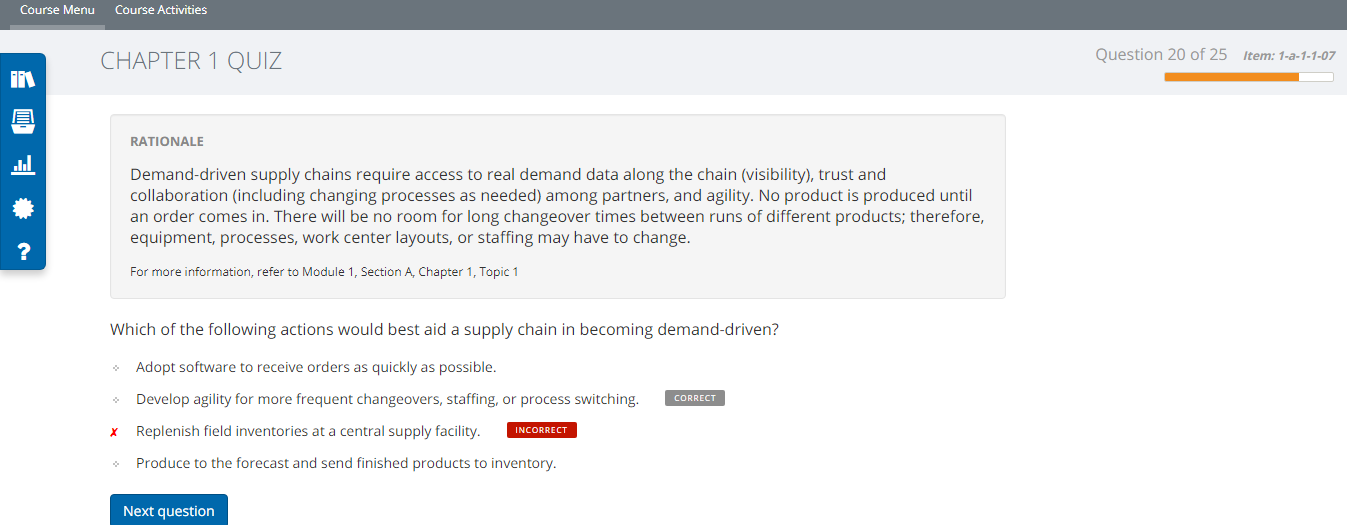 Course Menu Course Activities
CHAPTER 1 QUIZ
Question 20 of 25 Item: 1-a-1-1-07
RATIONALE
Demand-driven supply chains require access to real demand data along the chain (visibility), trust and
collaboration (including changing processes as needed) among partners, and agility. No product is produced until
an order comes in. There will be no room for long changeover times between runs of different products; therefore,
equipment, processes, work center layouts, or staffing may have to change.
For more information, refer to Module 1, Section A, Chapter 1, Topic 1
Which of the following actions would best aid a supply chain in becoming demand-driven?
Adopt software to receive orders as quickly as possible.
Develop agility for more frequent changeovers, staffing, or process switching. CORRECT
✗ Replenish field inventories at a central supply facility. INCORRECT
Produce to the forecast and send finished products to inventory.
Next question
?